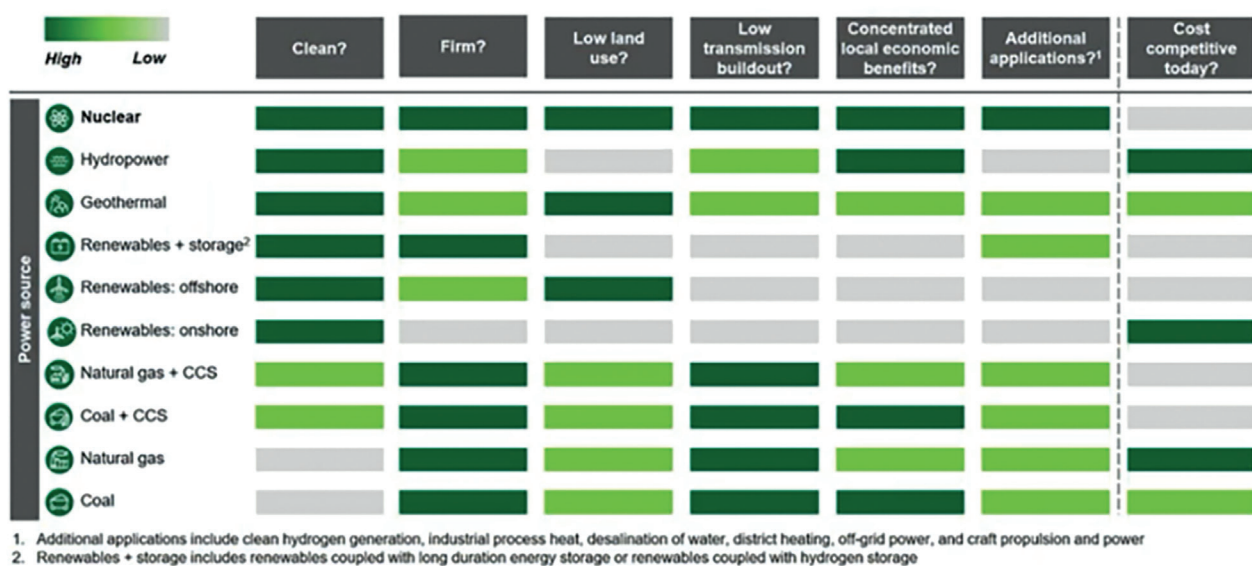 High Low
Clean?
Firm?
Low land
use?
Low
transmission
buildout?
Concentrated
local economic
benefits?
Additional
applications?1
Cost
competitive
today?
Power source
Nuclear
Hydropower
Geothermal
Renewables + storage2
Renewables: offshore
Renewables: onshore
Natural gas + CCS
Coal + CCS
Natural gas
Coal
1. Additional applications include clean hydrogen generation, industrial process heat, desalination of water, district heating, off-grid power, and craft propulsion and power
2. Renewables + storage includes renewables coupled with long duration energy storage or renewables coupled with hydrogen storage